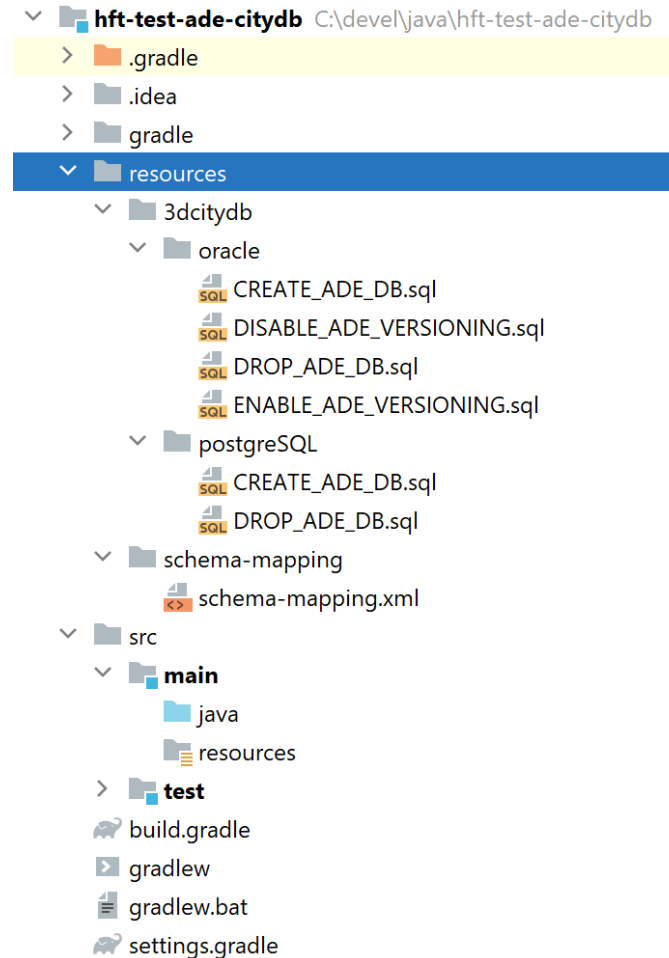 hft-test-ade-citydb C:\devel\java\hft-test-ade-citydb
.gradle
.idea
gradle
resources
3dcitydb
oracle
SQL CREATE_ADE_DB.sql
SQL DISABLE_ADE_VERSIONING.sql
SQL DROP_ADE_DB.sql
SQL ENABLE_ADE_VERSIONING.sql
postgreSQL
SQL CREATE_ADE_DB.sql
SQL DROP_ADE_DB.sql
schema-mapping
schema-mapping.xml
src
main
java
resources
test
build.gradle
gradlew
gradlew.bat
settings.gradle